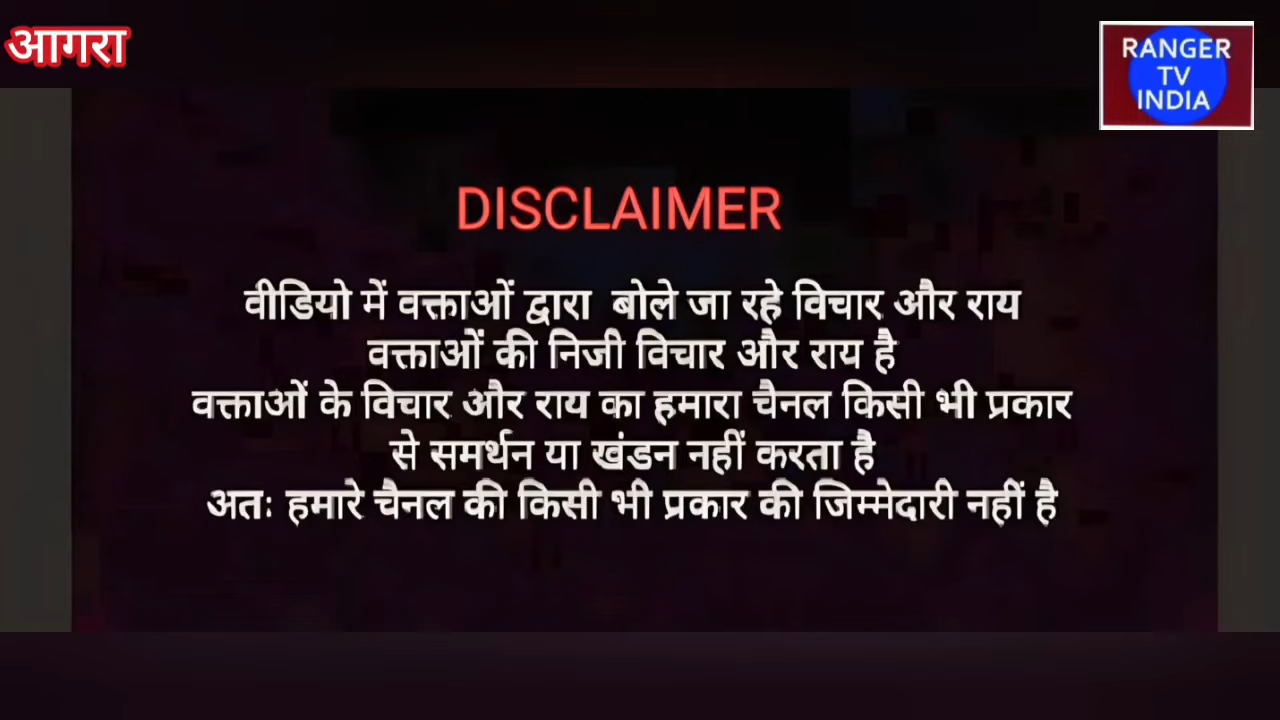 आगरा
RANGER
TV
INDIA
DISCLAIMER
वीडियो में वक्ताओं द्वारा बोले जा रहे विचार और राय
वक्ताओं की निजी विचार और राय है
वक्ताओं के विचार और राय का हमारा चैनल किसी भी प्रकार
से समर्थन या खंडन नहीं करता है
अतः हमारे चैनल की किसी भी प्रकार की जिम्मेदारी नहीं है